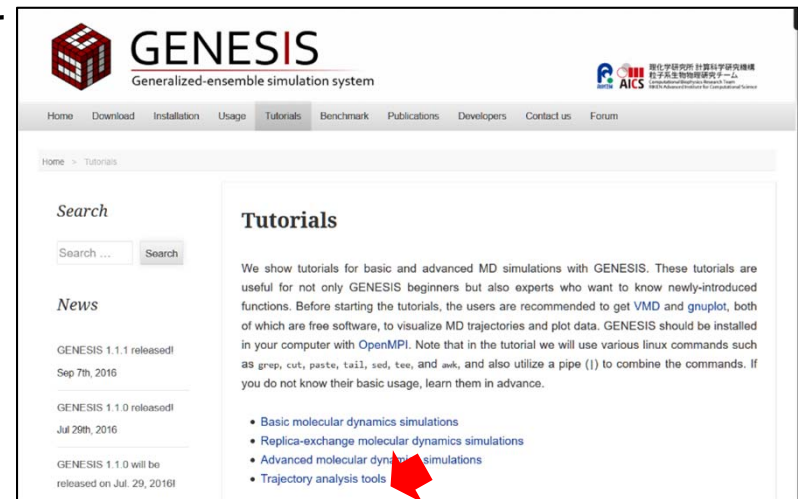 GENESIS
Generalized-ensemble simulation system
AICS
理化学研究所 計算科学研究機構
粒子系生物物理研究チーム
Computational Biophysics Research Team
RIKEN Advanced Institute for Computational Science
Home Download Installation Usage Tutorials Benchmark Publications Developers Contact us Forum
Home > Tutorials
Search
Search ... Search
News
GENESIS 1.1.1 released!
Sep 7th, 2016
GENESIS 1.1.0 released!
Jul 29th, 2016
GENESIS 1.1.0 will be
released on Jul. 29, 2016!
Tutorials
We show tutorials for basic and advanced MD simulations with GENESIS. These tutorials are
useful for not only GENESIS beginners but also experts who want to know newly-introduced
functions. Before starting the tutorials, the users are recommended to get VMD and gnuplot, both
of which are free software, to visualize MD trajectories and plot data. GENESIS should be installed
in your computer with OpenMPI. Note that in the tutorial we will use various linux commands such
as grep, cut, paste, tail, sed, tee, and awk, and also utilize a pipe (|) to combine the commands. If
you do not know their basic usage, learn them in advance.
• Basic molecular dynamics simulations
• Replica-exchange molecular dynamics simulations
• Advanced molecular dynamics simulations
• Trajectory analysis tools